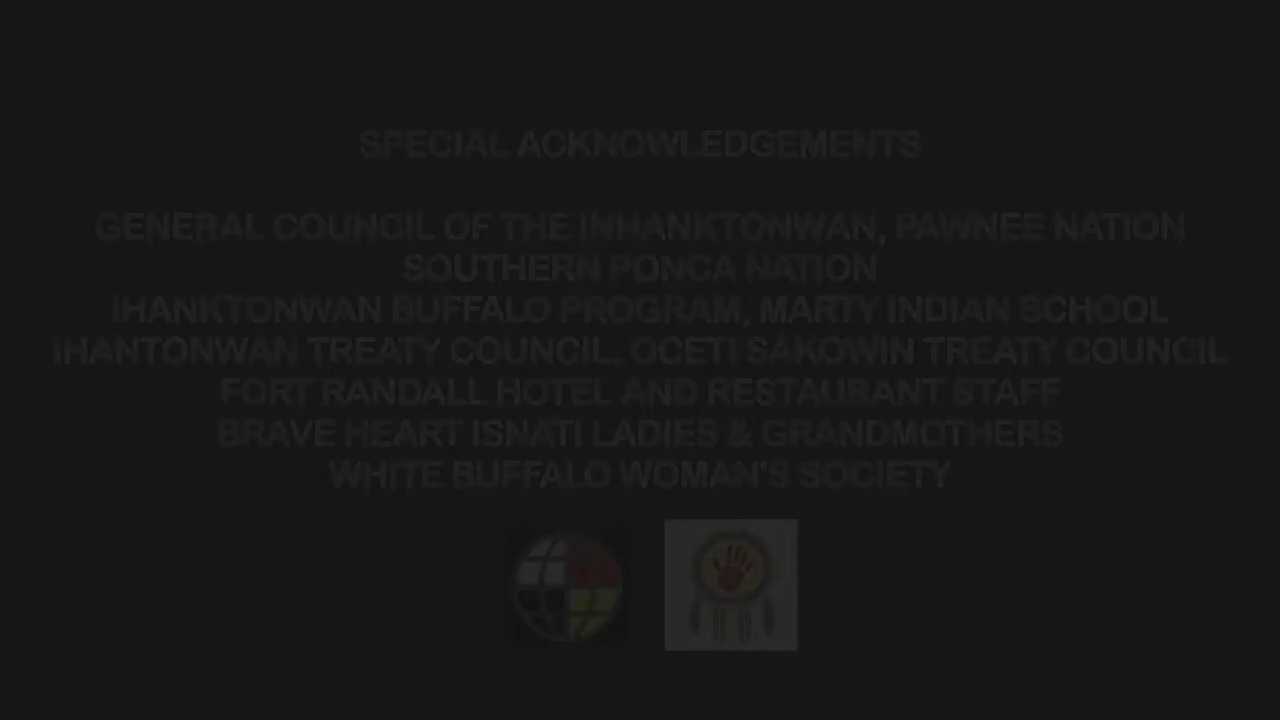 SPECIAL ACKNOWLEDGEMENTS
GENERAL COUNCIL OF THE INHANKTONWAN, PAWNEE NATION
SOUTHERN PONCA NATION
IHANKTONWAN BUFFALO PROGRAM, MARTY INDIAN SCHOOL
IHANTONWAN TREATY COUNCIL, OCETI SAKOWIN TREATY COUNCIL
FORT RANDALL HOTEL AND RESTAURANT STAFF
BRAVE HEART ISNATI LADIES & GRANDMOTHERS
WHITE BUFFALO WOMAN'S SOCIETY